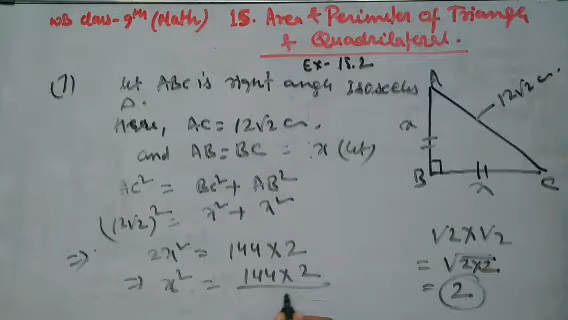 WB class-9th (Math) 15. Area & Perimeter of Triangle
& Quadrilateral.
Ex-15.2
(7) let ABC is right angle Isosceles
Δ.
Here, AC = 12√2 cm.
and AB = BC = x (let)
AC² = BC² + AB²
(12√2)² = x² + x²
⇒ 2x² = 144 × 2
⇒ x² = 144 × 2
A
12√2 cm.
x
B
x
C
√2 × √2
= √2×2
= 2